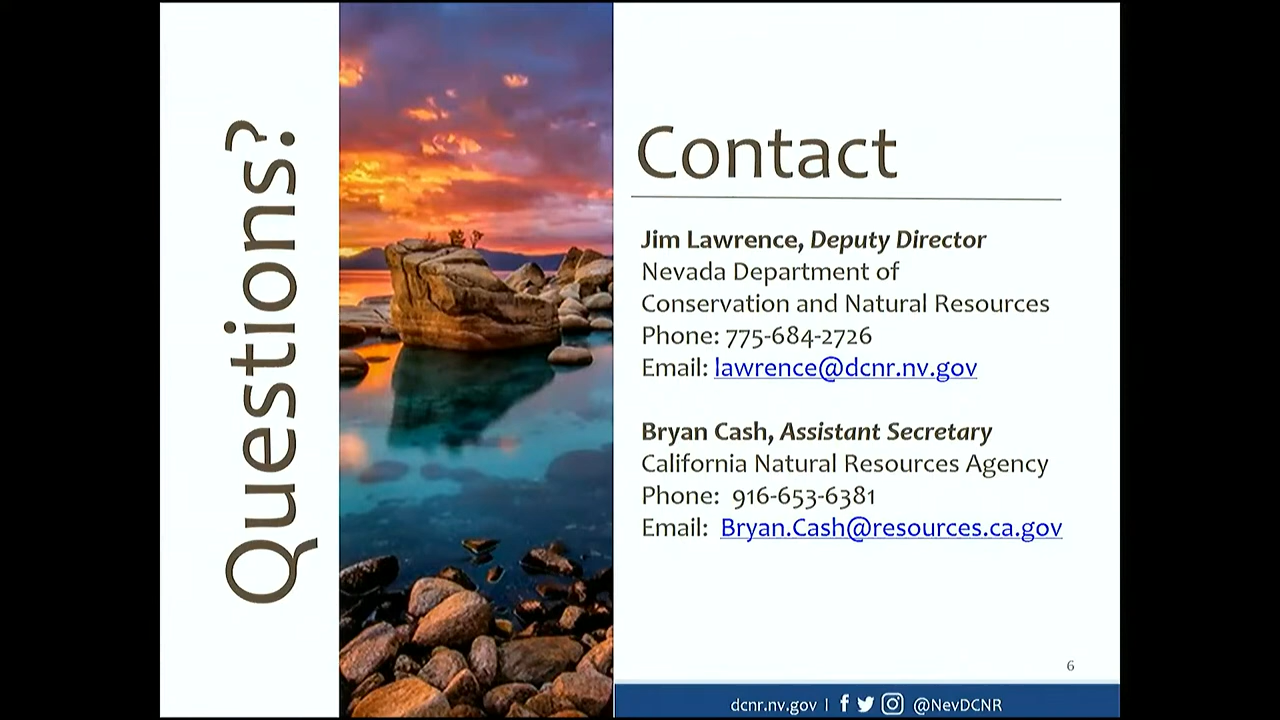 Questions?
Contact
Jim Lawrence, Deputy Director
Nevada Department of
Conservation and Natural Resources
Phone: 775-684-2726
Email: lawrence@dcnr.nv.gov
Bryan Cash, Assistant Secretary
California Natural Resources Agency
Phone: 916-653-6381
Email: Bryan.Cash@resources.ca.gov
6
dcnr.nv.gov | @NevDCNR